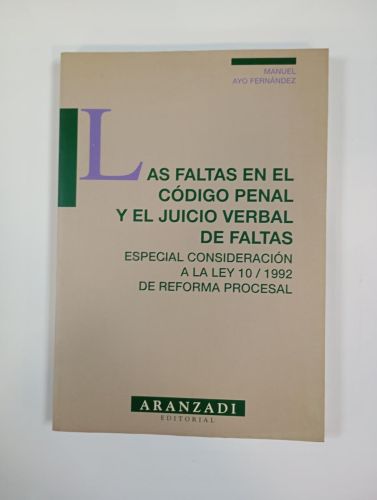 MANUEL
AYO FERNÁNDEZ
LAS FALTAS EN EL
CÓDIGO PENAL
Y EL JUICIO VERBAL
DE FALTAS
ESPECIAL CONSIDERACIÓN
A LA LEY 10 / 1992
DE REFORMA PROCESAL
ARANZADI
EDITORIAL